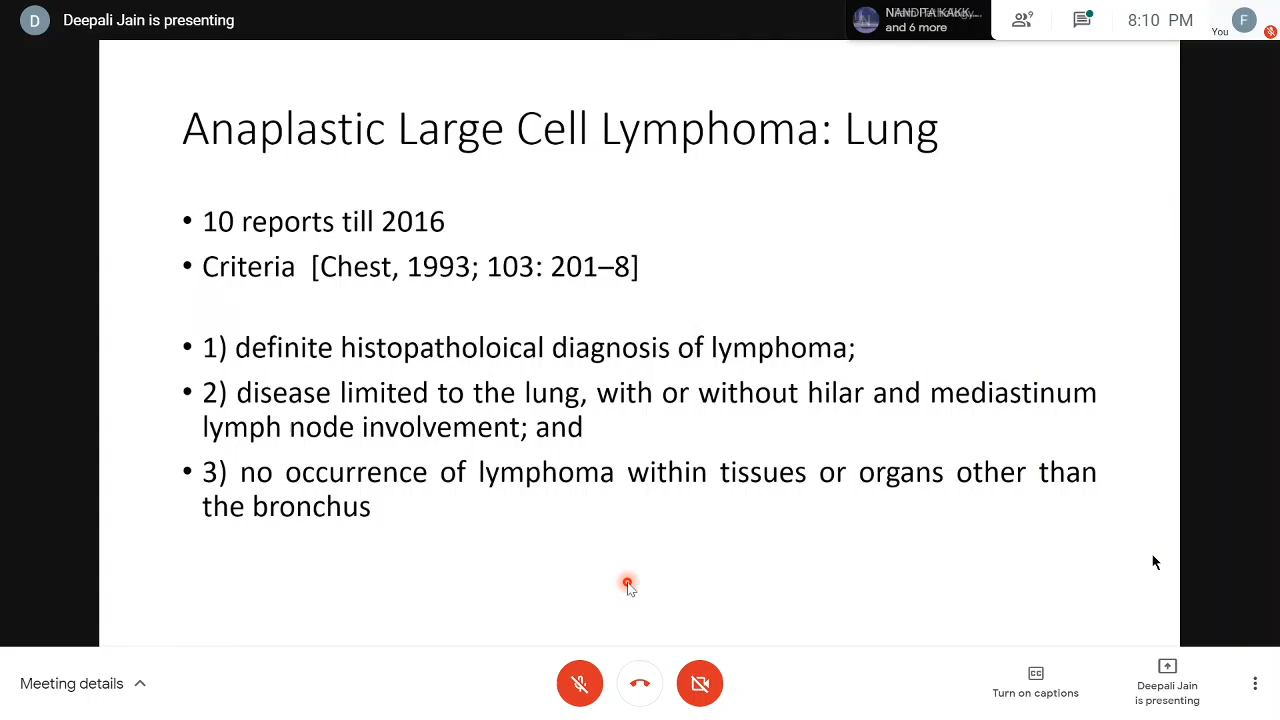 D Deepali Jain is presenting
NANDITA KAKK...
and 6 more
9
8:10 PM
You
F
Anaplastic Large Cell Lymphoma: Lung
• 10 reports till 2016
• Criteria [Chest, 1993; 103: 201–8]
• 1) definite histopatholoical diagnosis of lymphoma;
• 2) disease limited to the lung, with or without hilar and mediastinum
lymph node involvement; and
• 3) no occurrence of lymphoma within tissues or organs other than
the bronchus
Meeting details
CC
Turn on captions
Deepali Jain
is presenting